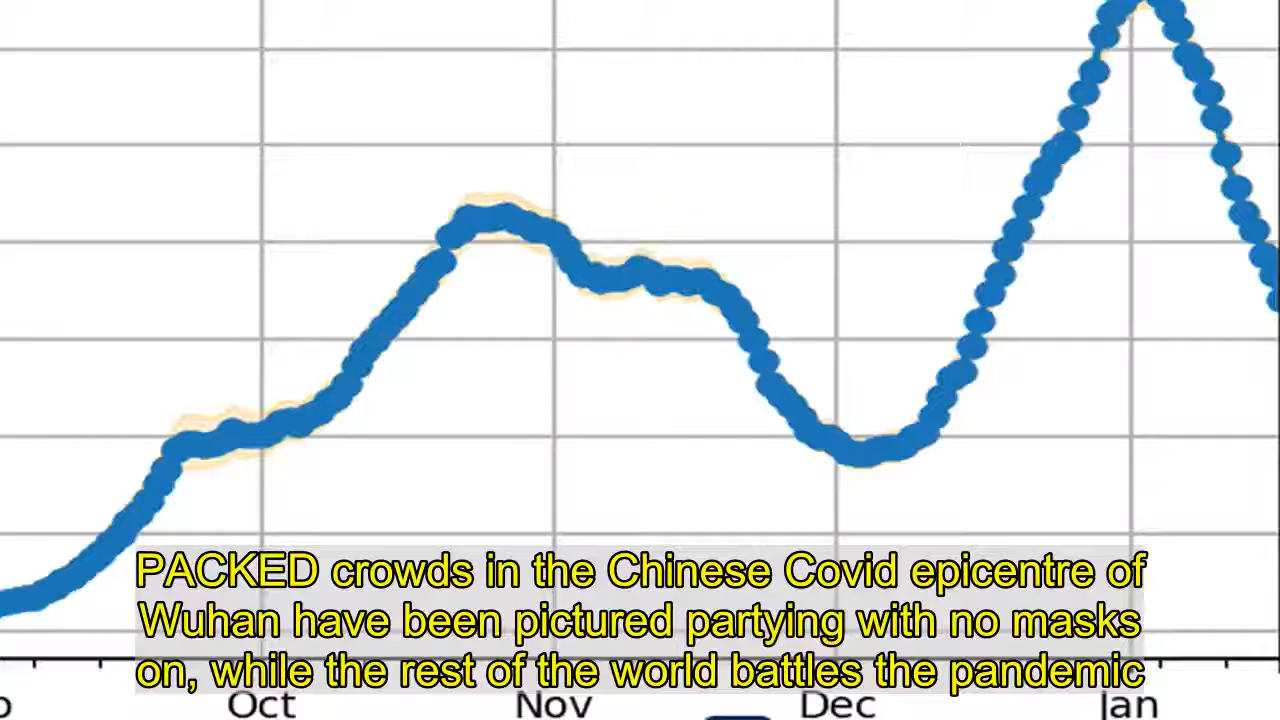 PACKED crowds in the Chinese Covid epicentre of
Wuhan have been pictured partying with no masks
on, while the rest of the world battles the pandemic
Oct Nov Dec Jan